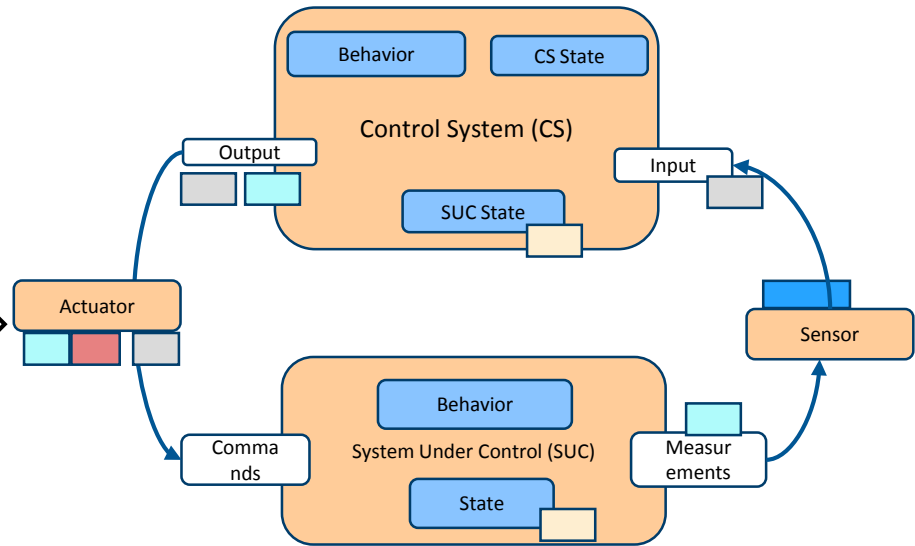 Behavior
CS State
Control System (CS)
Output
Input
SUC State
Actuator
Sensor
Behavior
System Under Control (SUC)
Comma
nds
Measur
ements
State